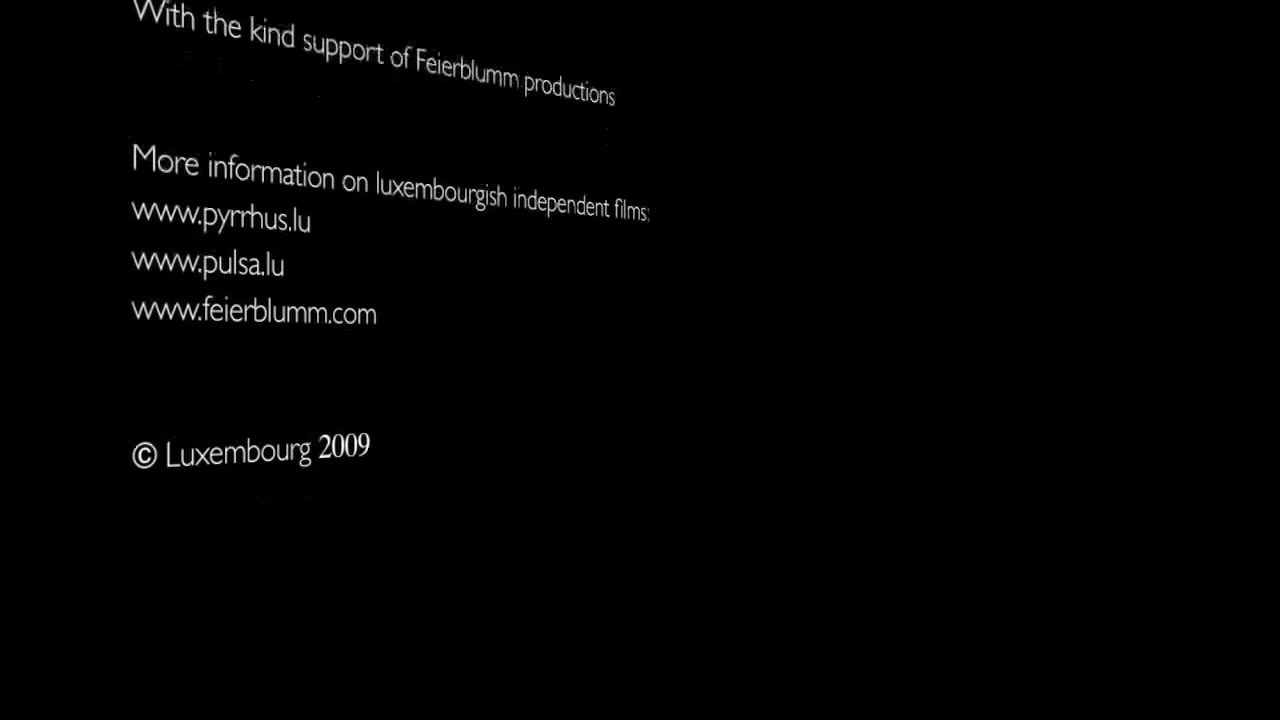 With the kind support of Feierblumm productions
More information on luxembourgish independent films:
www.pyrrhus.lu
www.pulsa.lu
www.feierblumm.com
© Luxembourg 2009